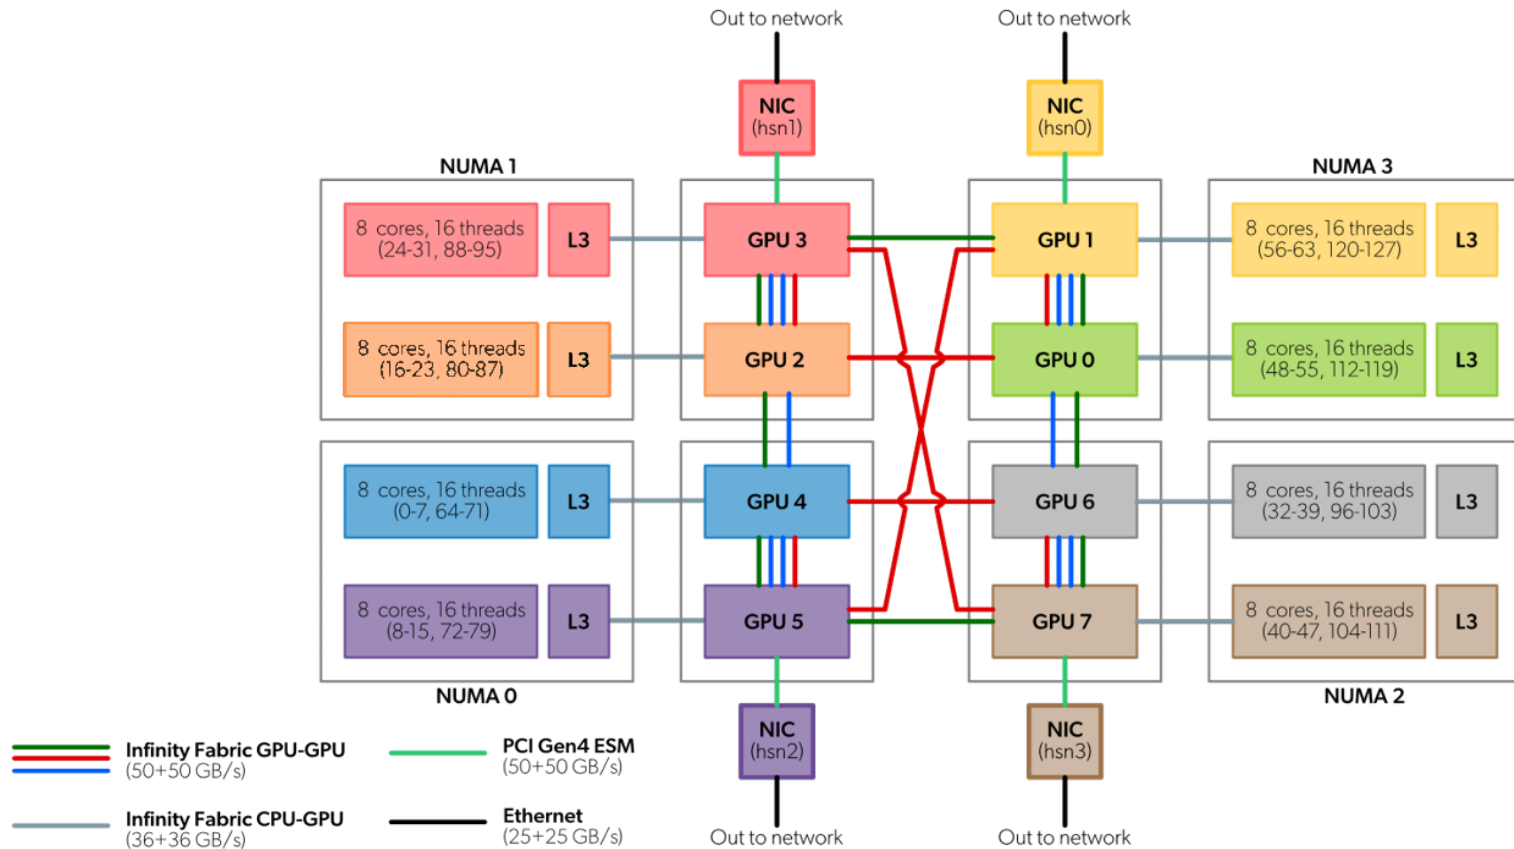 Out to network
Out to network
NIC
(hsn1)
NIC
(hsn0)
NUMA 1
NUMA 3
8 cores, 16 threads
(24-31, 88-95)
L3
GPU 3
GPU 1
8 cores, 16 threads
(56-63, 120-127)
L3
8 cores, 16 threads
(16-23, 80-87)
L3
GPU 2
GPU 0
8 cores, 16 threads
(48-55, 112-119)
L3
8 cores, 16 threads
(0-7, 64-71)
L3
GPU 4
GPU 6
8 cores, 16 threads
(32-39, 96-103)
L3
8 cores, 16 threads
(8-15, 72-79)
L3
GPU 5
GPU 7
8 cores, 16 threads
(40-47, 104-111)
L3
NUMA 0
NUMA 2
NIC
(hsn2)
NIC
(hsn3)
Infinity Fabric GPU-GPU
(50+50 GB/s)
PCI Gen4 ESM
(50+50 GB/s)
Infinity Fabric CPU-GPU
(36+36 GB/s)
Ethernet
(25+25 GB/s)
Out to network
Out to network